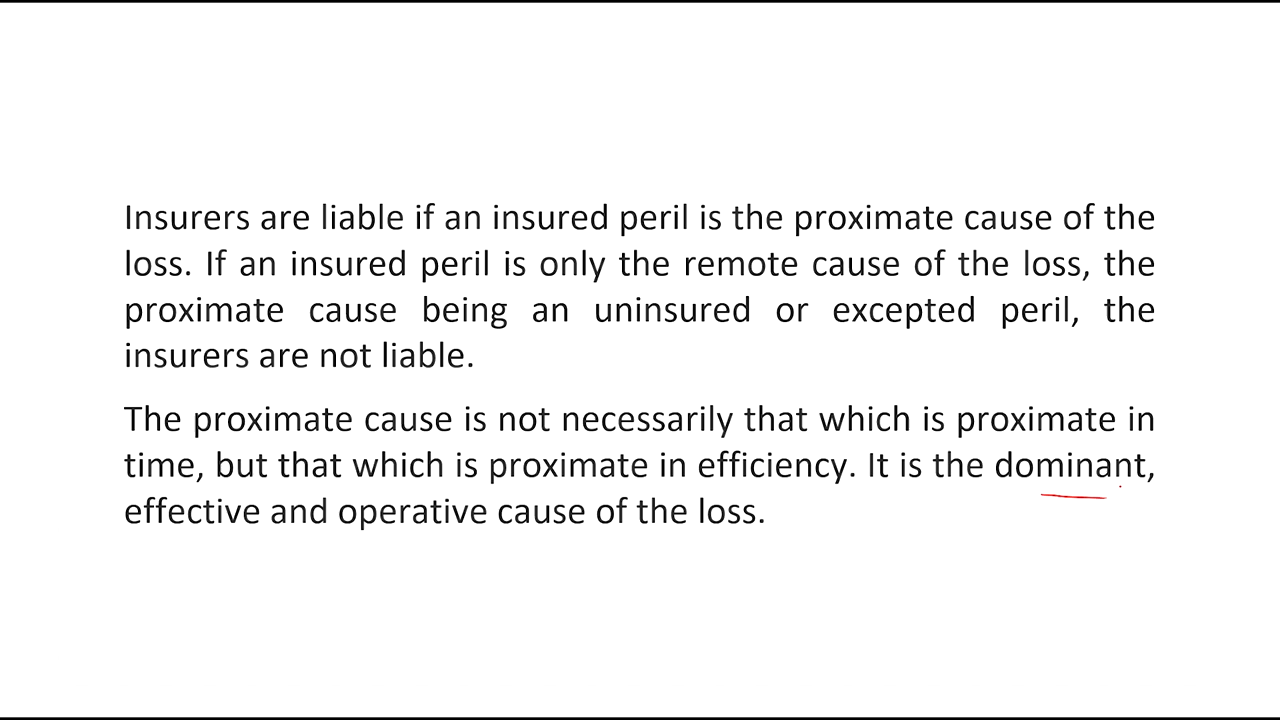 Insurers are liable if an insured peril is the proximate cause of the
loss. If an insured peril is only the remote cause of the loss, the
proximate cause being an uninsured or excepted peril, the
insurers are not liable.
The proximate cause is not necessarily that which is proximate in
time, but that which is proximate in efficiency. It is the dominant,
effective and operative cause of the loss.